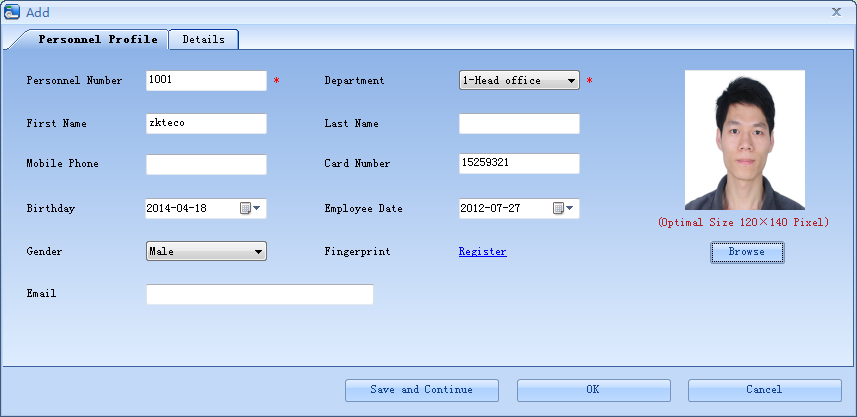 Add
Personnel Profile Details
Personnel Number 1001 * Department 1-Head office *
First Name zkteco Last Name
Mobile Phone Card Number 15259321
Birthday 2014-04-18 Employee Date 2012-07-27
(Optimal Size 120×140 Pixel)
Gender Male Fingerprint Register Browse
Email
Save and Continue OK Cancel